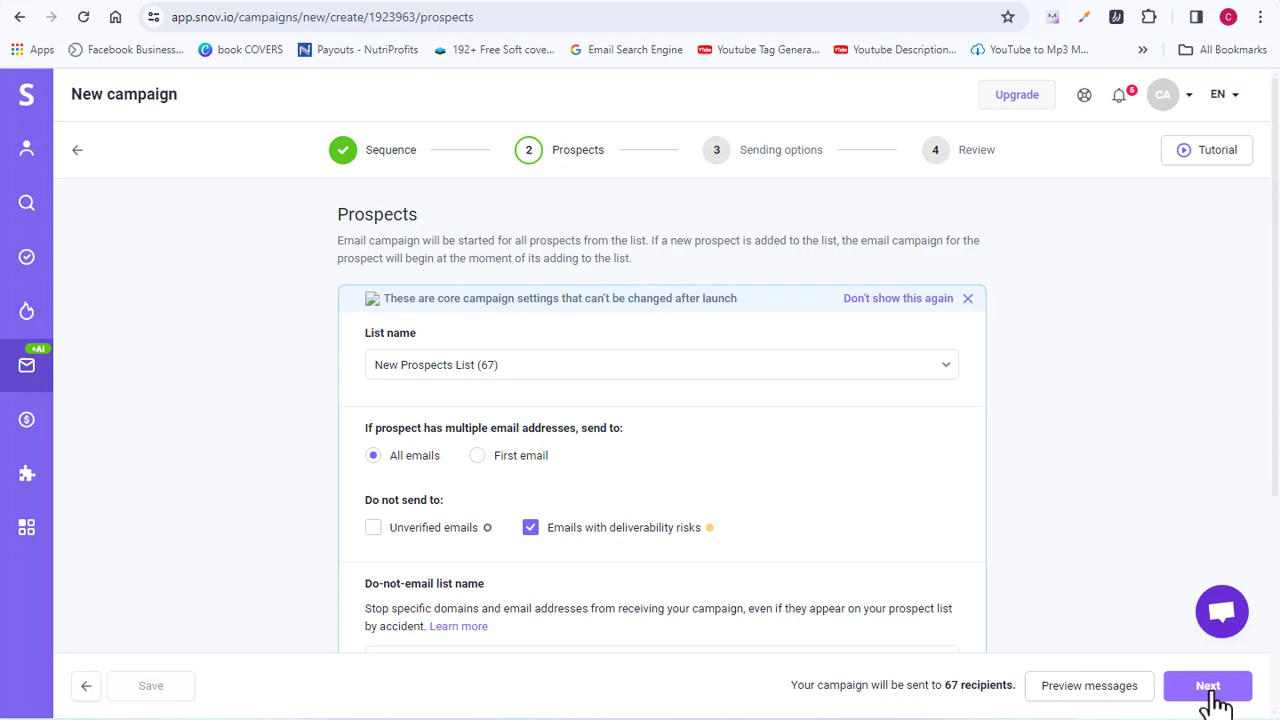 app.snov.io/campaigns/new/create/1923963/prospects
C
Apps
Facebook Business...
book COVERS
Payouts - NutriProfits
192+ Free Soft cove...
Email Search Engine
Youtube Tag Genera...
Youtube Description...
YouTube to Mp3 M...
All Bookmarks
S
New campaign
Upgrade
5
CA
EN
Sequence
2
Prospects
3
Sending options
4
Review
Tutorial
Prospects
Email campaign will be started for all prospects from the list. If a new prospect is added to the list, the email campaign for the
prospect will begin at the moment of its adding to the list.
These are core campaign settings that can't be changed after launch
Don't show this again
List name
+AI
New Prospects List (67)
If prospect has multiple email addresses, send to:
All emails
First email
Do not send to:
Unverified emails
Emails with deliverability risks
Do-not-email list name
Stop specific domains and email addresses from receiving your campaign, even if they appear on your prospect list
by accident. Learn more
Save
Your campaign will be sent to 67 recipients.
Preview messages
Next